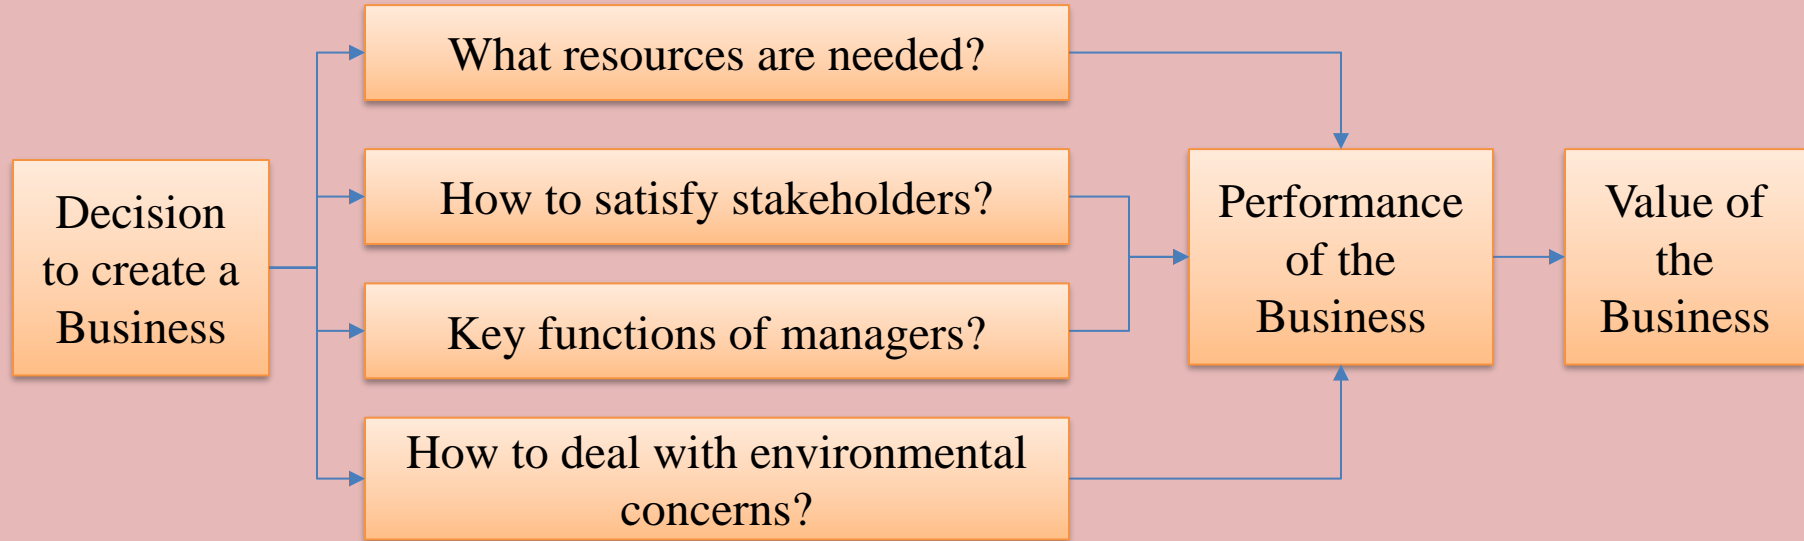 What resources are needed?
How to satisfy stakeholders?
Key functions of managers?
How to deal with environmental
concerns?
Decision
to create a
Business
Performance
of the
Business
Value of
the
Business